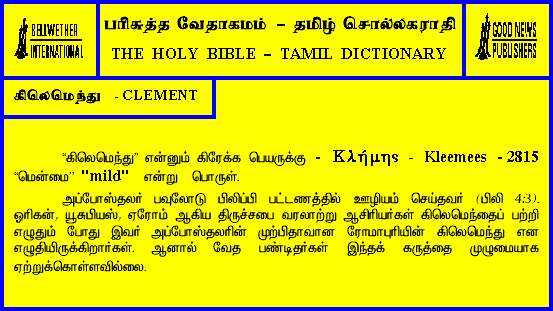 BELLWETHER
INTERNATIONAL
பரிசுத்த வேதாகமம் – தமிழ் சொல்லகராதி
THE HOLY BIBLE – TAMIL DICTIONARY
GOOD NEWS
PUBLISHERS
கிலெமெந்து - CLEMENT
“கிலெமெந்து” என்னும் கிரேக்க பெயருக்கு - Κλήμης - Kleemees - 2815
“மென்மை” "mild" என்று பொருள்.
அப்போஸ்தலர் பவுலோடு பிலிப்பி பட்டணத்தில் ஊழியம் செய்தவர் (பிலி 4:3).
ஓரிகன், யூசுபியஸ், ஏரோம் ஆகிய திருச்சபை வரலாற்று ஆசிரியர்கள் கிலெமெந்தைப் பற்றி
எழுதும் போது இவர் அப்போஸ்தலரின் முற்பிதாவான ரோமாபுரியின் கிலெமெந்து என
எழுதியிருக்கிறார்கள். ஆனால் வேத பண்டிதர்கள் இந்தக் கருத்தை முழுமையாக
ஏற்றுக்கொள்ளவில்லை.